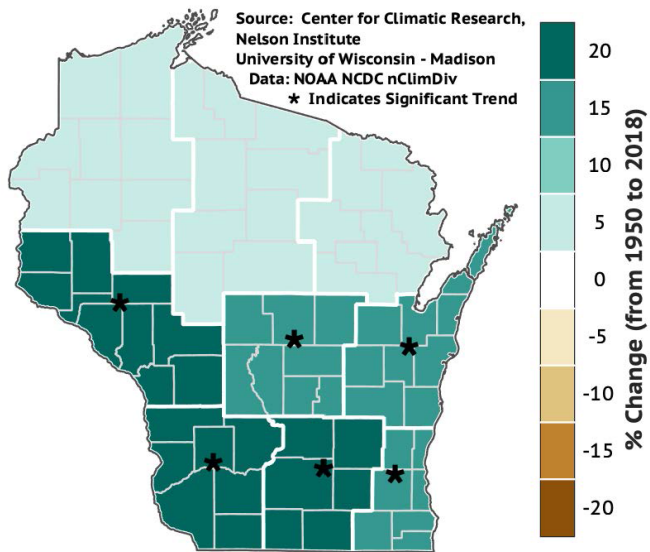 Source: Center for Climatic Research,
Nelson Institute
University of Wisconsin - Madison
Data: NOAA NCDC nClimDiv
* Indicates Significant Trend
20
15
10
5
0
-5
-10
-15
-20
% Change (from 1950 to 2018)